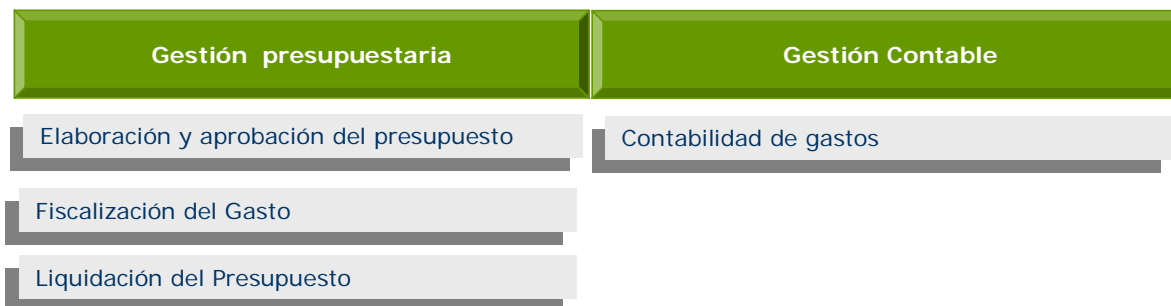 Gestión presupuestaria
Gestión Contable
Elaboración y aprobación del presupuesto
Contabilidad de gastos
Fiscalización del Gasto
Liquidación del Presupuesto